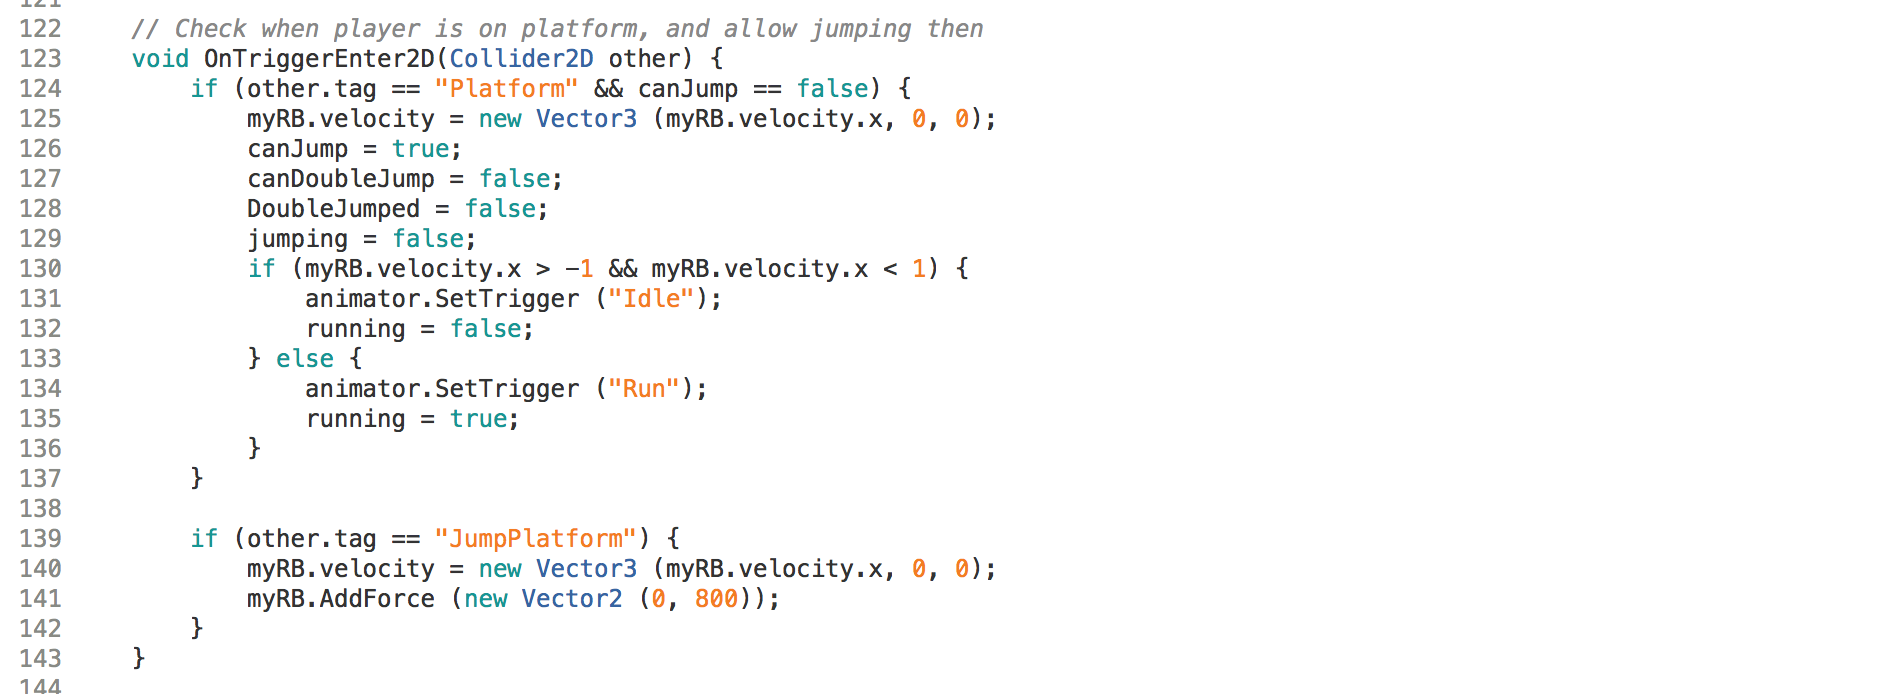 121
122 // Check when player is on platform, and allow jumping then
123 void OnTriggerEnter2D(Collider2D other) {
124 if (other.tag == "Platform" && canJump == false) {
125 myRB.velocity = new Vector3 (myRB.velocity.x, 0, 0);
126 canJump = true;
127 canDoubleJump = false;
128 DoubleJumped = false;
129 jumping = false;
130 if (myRB.velocity.x > -1 && myRB.velocity.x < 1) {
131 animator.SetTrigger ("Idle");
132 running = false;
133 } else {
134 animator.SetTrigger ("Run");
135 running = true;
136 }
137 }
138
139 if (other.tag == "JumpPlatform") {
140 myRB.velocity = new Vector3 (myRB.velocity.x, 0, 0);
141 myRB.AddForce (new Vector2 (0, 800));
142 }
143 }
144